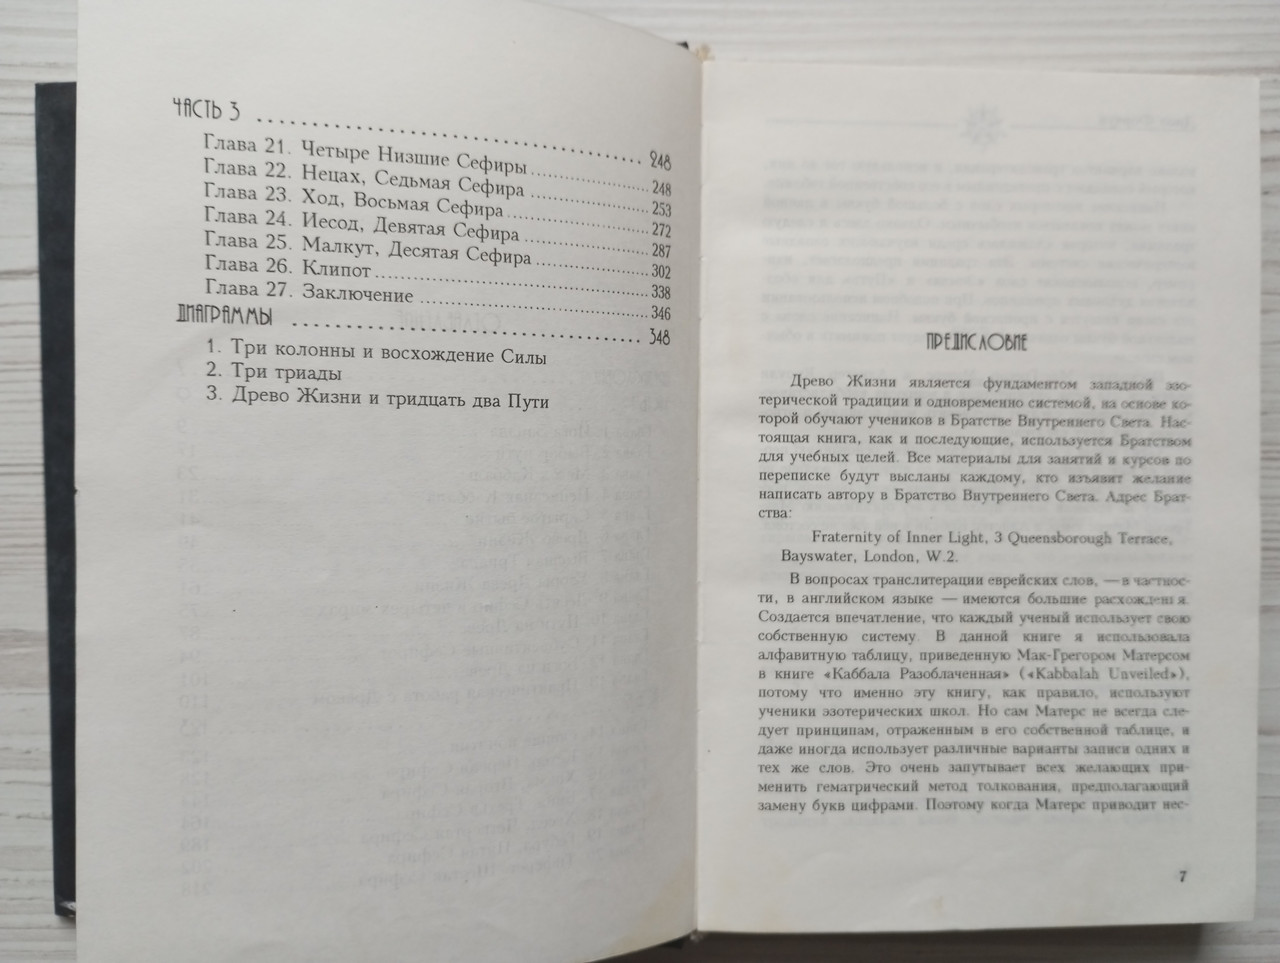 ЧАСТЬ 3 ........ 248
Глава 21. Четыре Низшие Сефиры ........ 248
Глава 22. Нецах, Седьмая Сефира ........ 253
Глава 23. Ход, Восьмая Сефира ........ 272
Глава 24. Иесод, Девятая Сефира ........ 287
Глава 25. Малкут, Десятая Сефира ........ 302
Глава 26. Клипот ........ 338
Глава 27. Заключение ........ 346
ДИАГРАММЫ ........ 348
1. Три колонны и восхождение Силы
2. Три триады
3. Древо Жизни и тридцать два Пути
ПРЕДИСЛОВИЕ
Древо Жизни является фундаментом западной эзо-
терической традиции и одновременно системой, на основе ко-
торой обучают учеников в Братстве Внутреннего Света. Нас-
тоящая книга, как и последующие, используется Братством
для учебных целей. Все материалы для занятий и курсов по
переписке будут высланы каждому, кто изъявит желание
написать автору в Братство Внутреннего Света. Адрес Брат-
ства:
Fraternity of Inner Light, 3 Queensborough Terrace,
Bayswater, London, W.2.
В вопросах транслитерации еврейских слов, — в частнос-
ти, в английском языке — имеются большие расхождения.
Создается впечатление, что каждый ученый использует свою
собственную систему. В данной книге я использовала
алфавитную таблицу, приведенную Мак-Грегором Матерсом
в книге «Каббала Разоблаченная» («Kabbalah Unveiled»),
потому что именно эту книгу, как правило, используют
ученики эзотерических школ. Но сам Матерс не всегда сле-
дует принципам, отраженным в его собственной таблице, и
даже иногда использует различные варианты записи одних и
тех же слов. Это очень запутывает всех желающих при-
менить гематрический метод толкования, предполагающий
замену букв цифрами. Поэтому когда Матерс приводит нес-
7